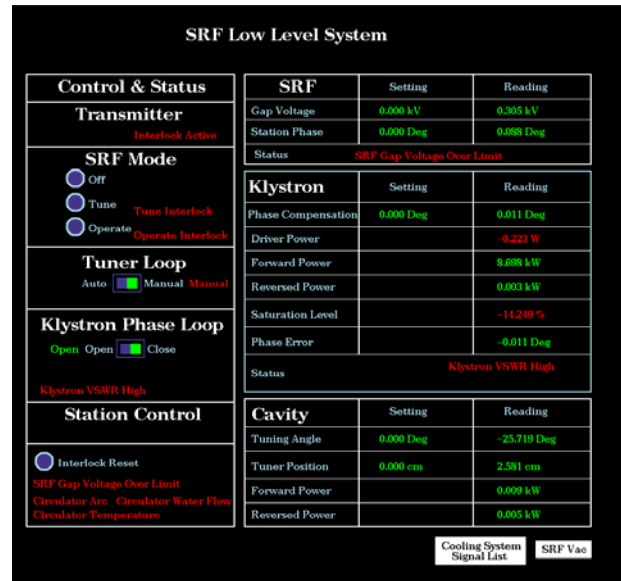 SRF Low Level System
Control & Status
Transmitter
Interlock Active
SRF Mode
Off
Tune Tune Interlock
Operate Operate Interlock
Tuner Loop
Auto Manual Manual
Klystron Phase Loop
Open Open Close
Klystron VSWR High
Station Control
Interlock Reset
SRF Gap Voltage Over Limit
Circulator Arc Circulator Water Flow
Circulator Temperature
SRF Setting Reading
Gap Voltage 0.000 kV 0.305 kV
Station Phase 0.000 Deg 0.088 Deg
Status SRF Gap Voltage Over Limit
Klystron Setting Reading
Phase Compensation 0.000 Deg 0.011 Deg
Driver Power -0.223 W
Forward Power 8.698 kW
Reversed Power 0.003 kW
Saturation Level -14.248 %
Phase Error -0.011 Deg
Status Klystron VSWR High
Cavity Setting Reading
Tuning Angle 0.000 Deg -25.719 Deg
Tuner Position 0.000 cm 2.581 cm
Forward Power 0.009 kW
Reversed Power 0.005 kW
Cooling System
Signal List
SRF Vac